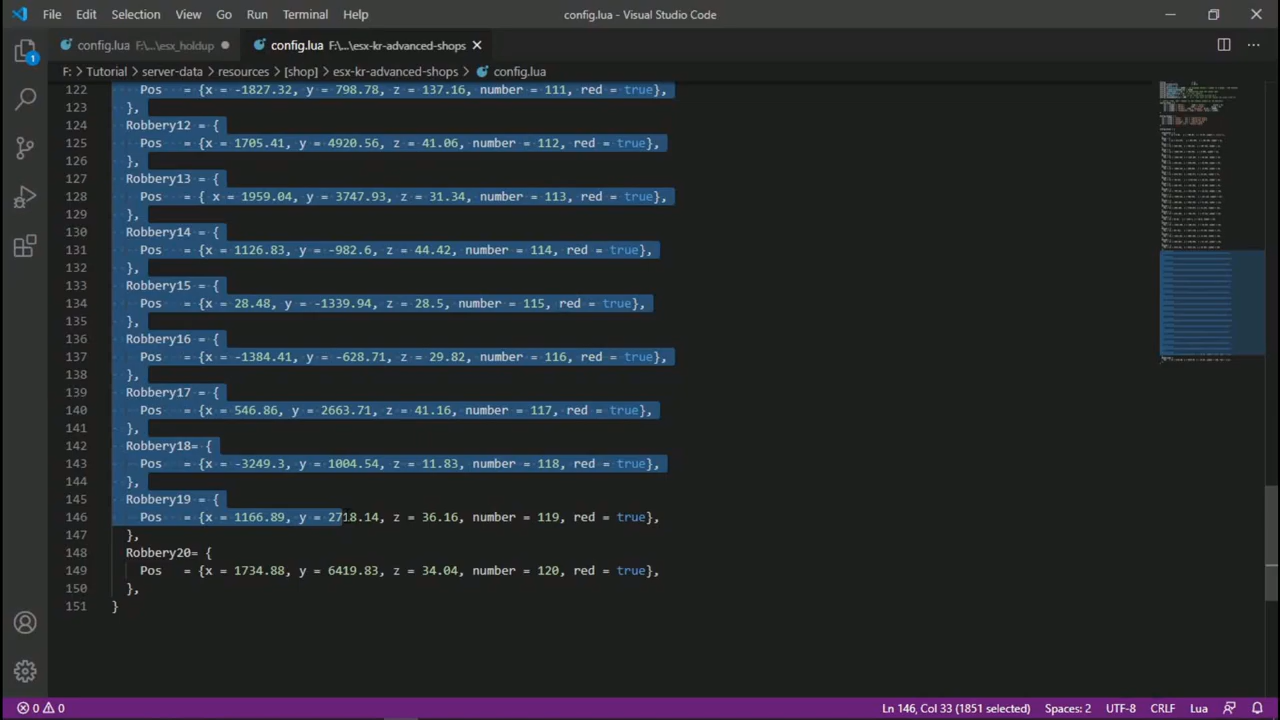 File Edit Selection View Go Run Terminal Help config.lua - Visual Studio Code
config.lua F:\...\esx_holdup config.lua F:\...\esx-kr-advanced-shops
F: > Tutorial > server-data > resources > [shop] > esx-kr-advanced-shops > config.lua
1
122 Pos = {x = -1827.32, y = 798.78, z = 137.16, number = 111, red = true},
123 },
124 Robbery12 = {
125 Pos = {x = 1705.41, y = 4920.56, z = 41.06, number = 112, red = true},
126 },
127 Robbery13 = {
128 Pos = { x = 1959.04, y = 3747.93, z = 31.34, number = 113, red = true},
129 },
130 Robbery14 = {
131 Pos = {x = 1126.83, y = -982.6, z = 44.42, number = 114, red = true},
132 },
133 Robbery15 = {
134 Pos = {x = 28.48, y = -1339.94, z = 28.5, number = 115, red = true},
135 },
136 Robbery16 = {
137 Pos = {x = -1384.41, y = -628.71, z = 29.82, number = 116, red = true},
138 },
139 Robbery17 = {
140 Pos = {x = 546.86, y = 2663.71, z = 41.16, number = 117, red = true},
141 },
142 Robbery18= {
143 Pos = {x = -3249.3, y = 1004.54, z = 11.83, number = 118, red = true},
144 },
145 Robbery19 = {
146 Pos = {x = 1166.89, y = 2718.14, z = 36.16, number = 119, red = true},
147 },
148 Robbery20= {
149 Pos = {x = 1734.88, y = 6419.83, z = 34.04, number = 120, red = true},
150 },
151 }
0 0 Ln 146, Col 33 (1851 selected) Spaces: 2 UTF-8 CRLF Lua